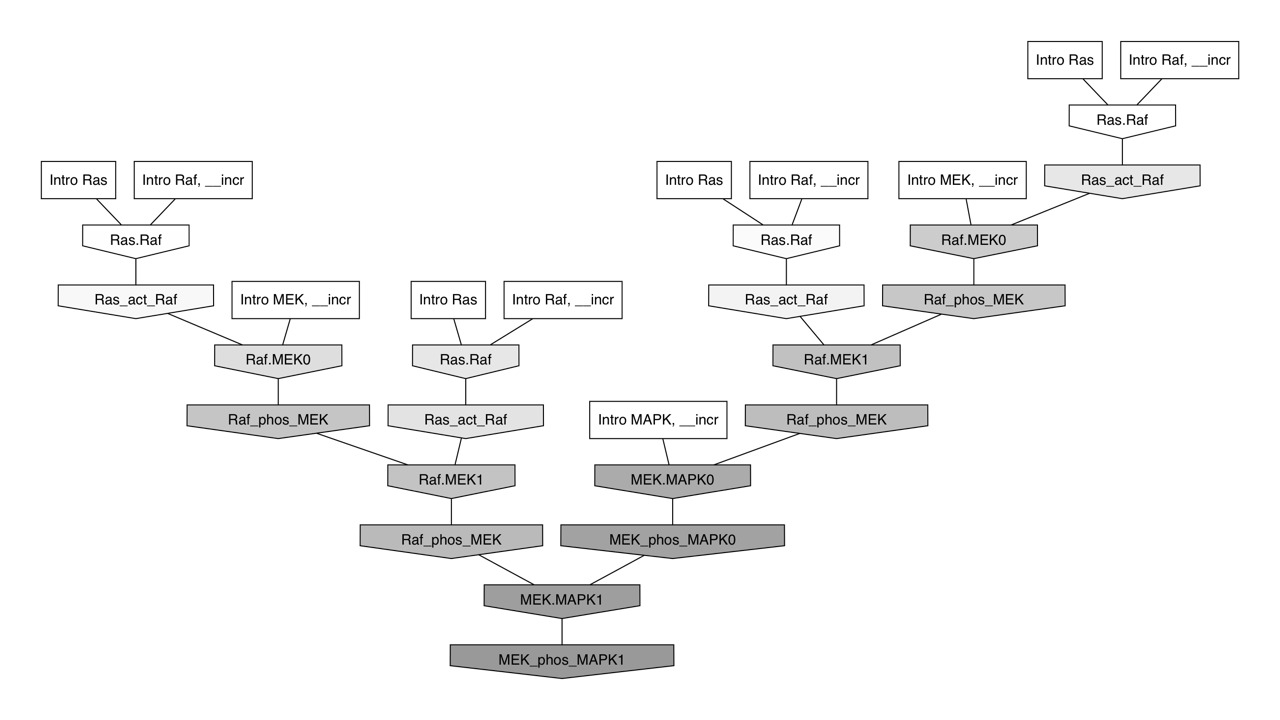 Intro Ras
Intro Raf, __incr
Ras.Raf
Intro Ras
Intro Raf, __incr
Intro Ras
Intro Raf, __incr
Intro MEK, __incr
Ras_act_Raf
Ras.Raf
Ras.Raf
Raf.MEK0
Ras_act_Raf
Intro MEK, __incr
Intro Ras
Intro Raf, __incr
Ras_act_Raf
Raf_phos_MEK
Raf.MEK0
Ras.Raf
Raf.MEK1
Raf_phos_MEK
Ras_act_Raf
Intro MAPK, __incr
Raf_phos_MEK
Raf.MEK1
MEK.MAPK0
Raf_phos_MEK
MEK_phos_MAPK0
MEK.MAPK1
MEK_phos_MAPK1